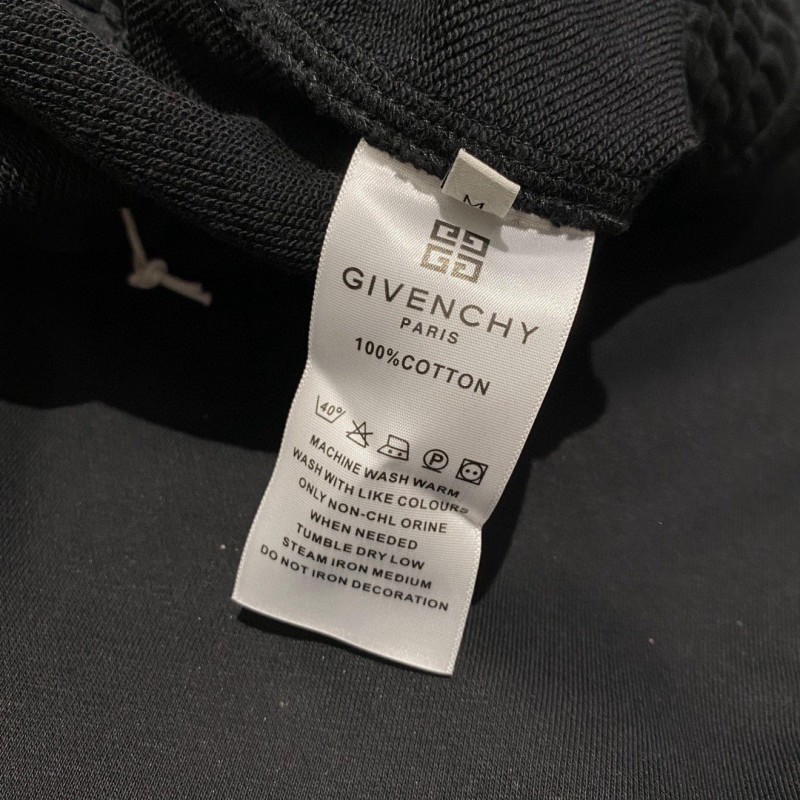 M
GIVENCHY
PARIS
100%COTTON
40° P
MACHINE WASH WARM
WASH WITH LIKE COLOURS
ONLY NON-CHL ORINE
WHEN NEEDED
TUMBLE DRY LOW
STEAM IRON MEDIUM
DO NOT IRON DECORATION